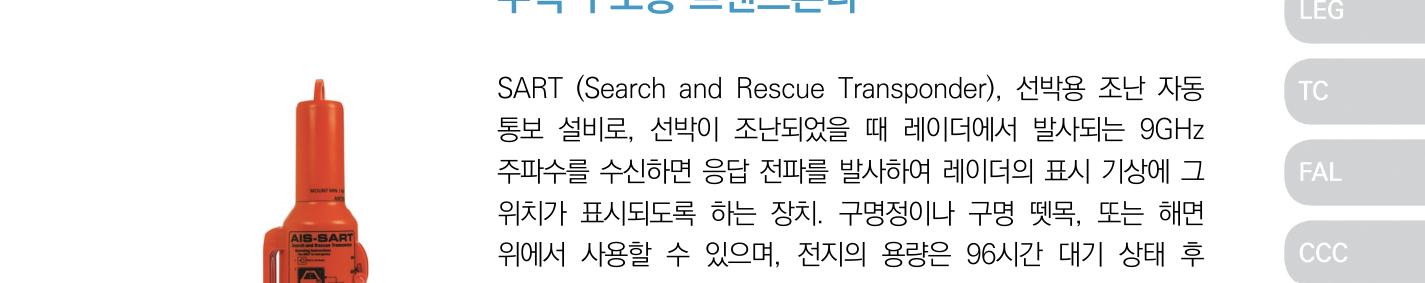 LEG
SART (Search and Rescue Transponder), 선박용 조난 자동
통보 설비로, 선박이 조난되었을 때 레이더에서 발사되는 9GHz
주파수를 수신하면 응답 전파를 발사하여 레이더의 표시 기상에 그
위치가 표시되도록 하는 장치. 구명정이나 구명 뗏목, 또는 해면
위에서 사용할 수 있으며, 전지의 용량은 96시간 대기 상태 후
TC
FAL
CCC
AIS-SART
Search and Rescue Transmitter